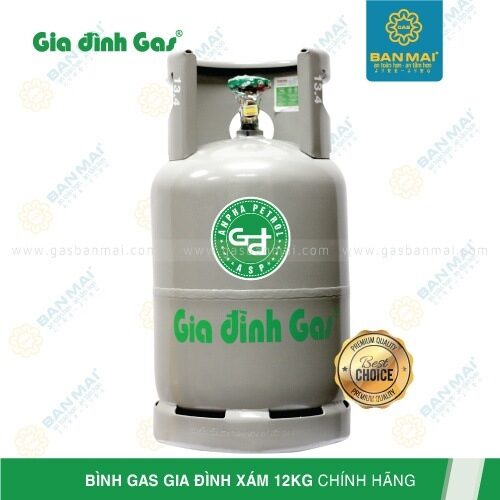 Gia đình Gas®
BAN MAI®
an toàn hơn - an tâm hơn
13.4
13.4
ANPHA PETROL
Gđ
ASP
www.gasbanmai.com
www.gasbanmai.com
Gia đình Gas®
PREMIUM QUALITY
Best
CHOICE
PREMIUM QUALITY
BÌNH GAS GIA ĐÌNH XÁM 12KG CHÍNH HÃNG